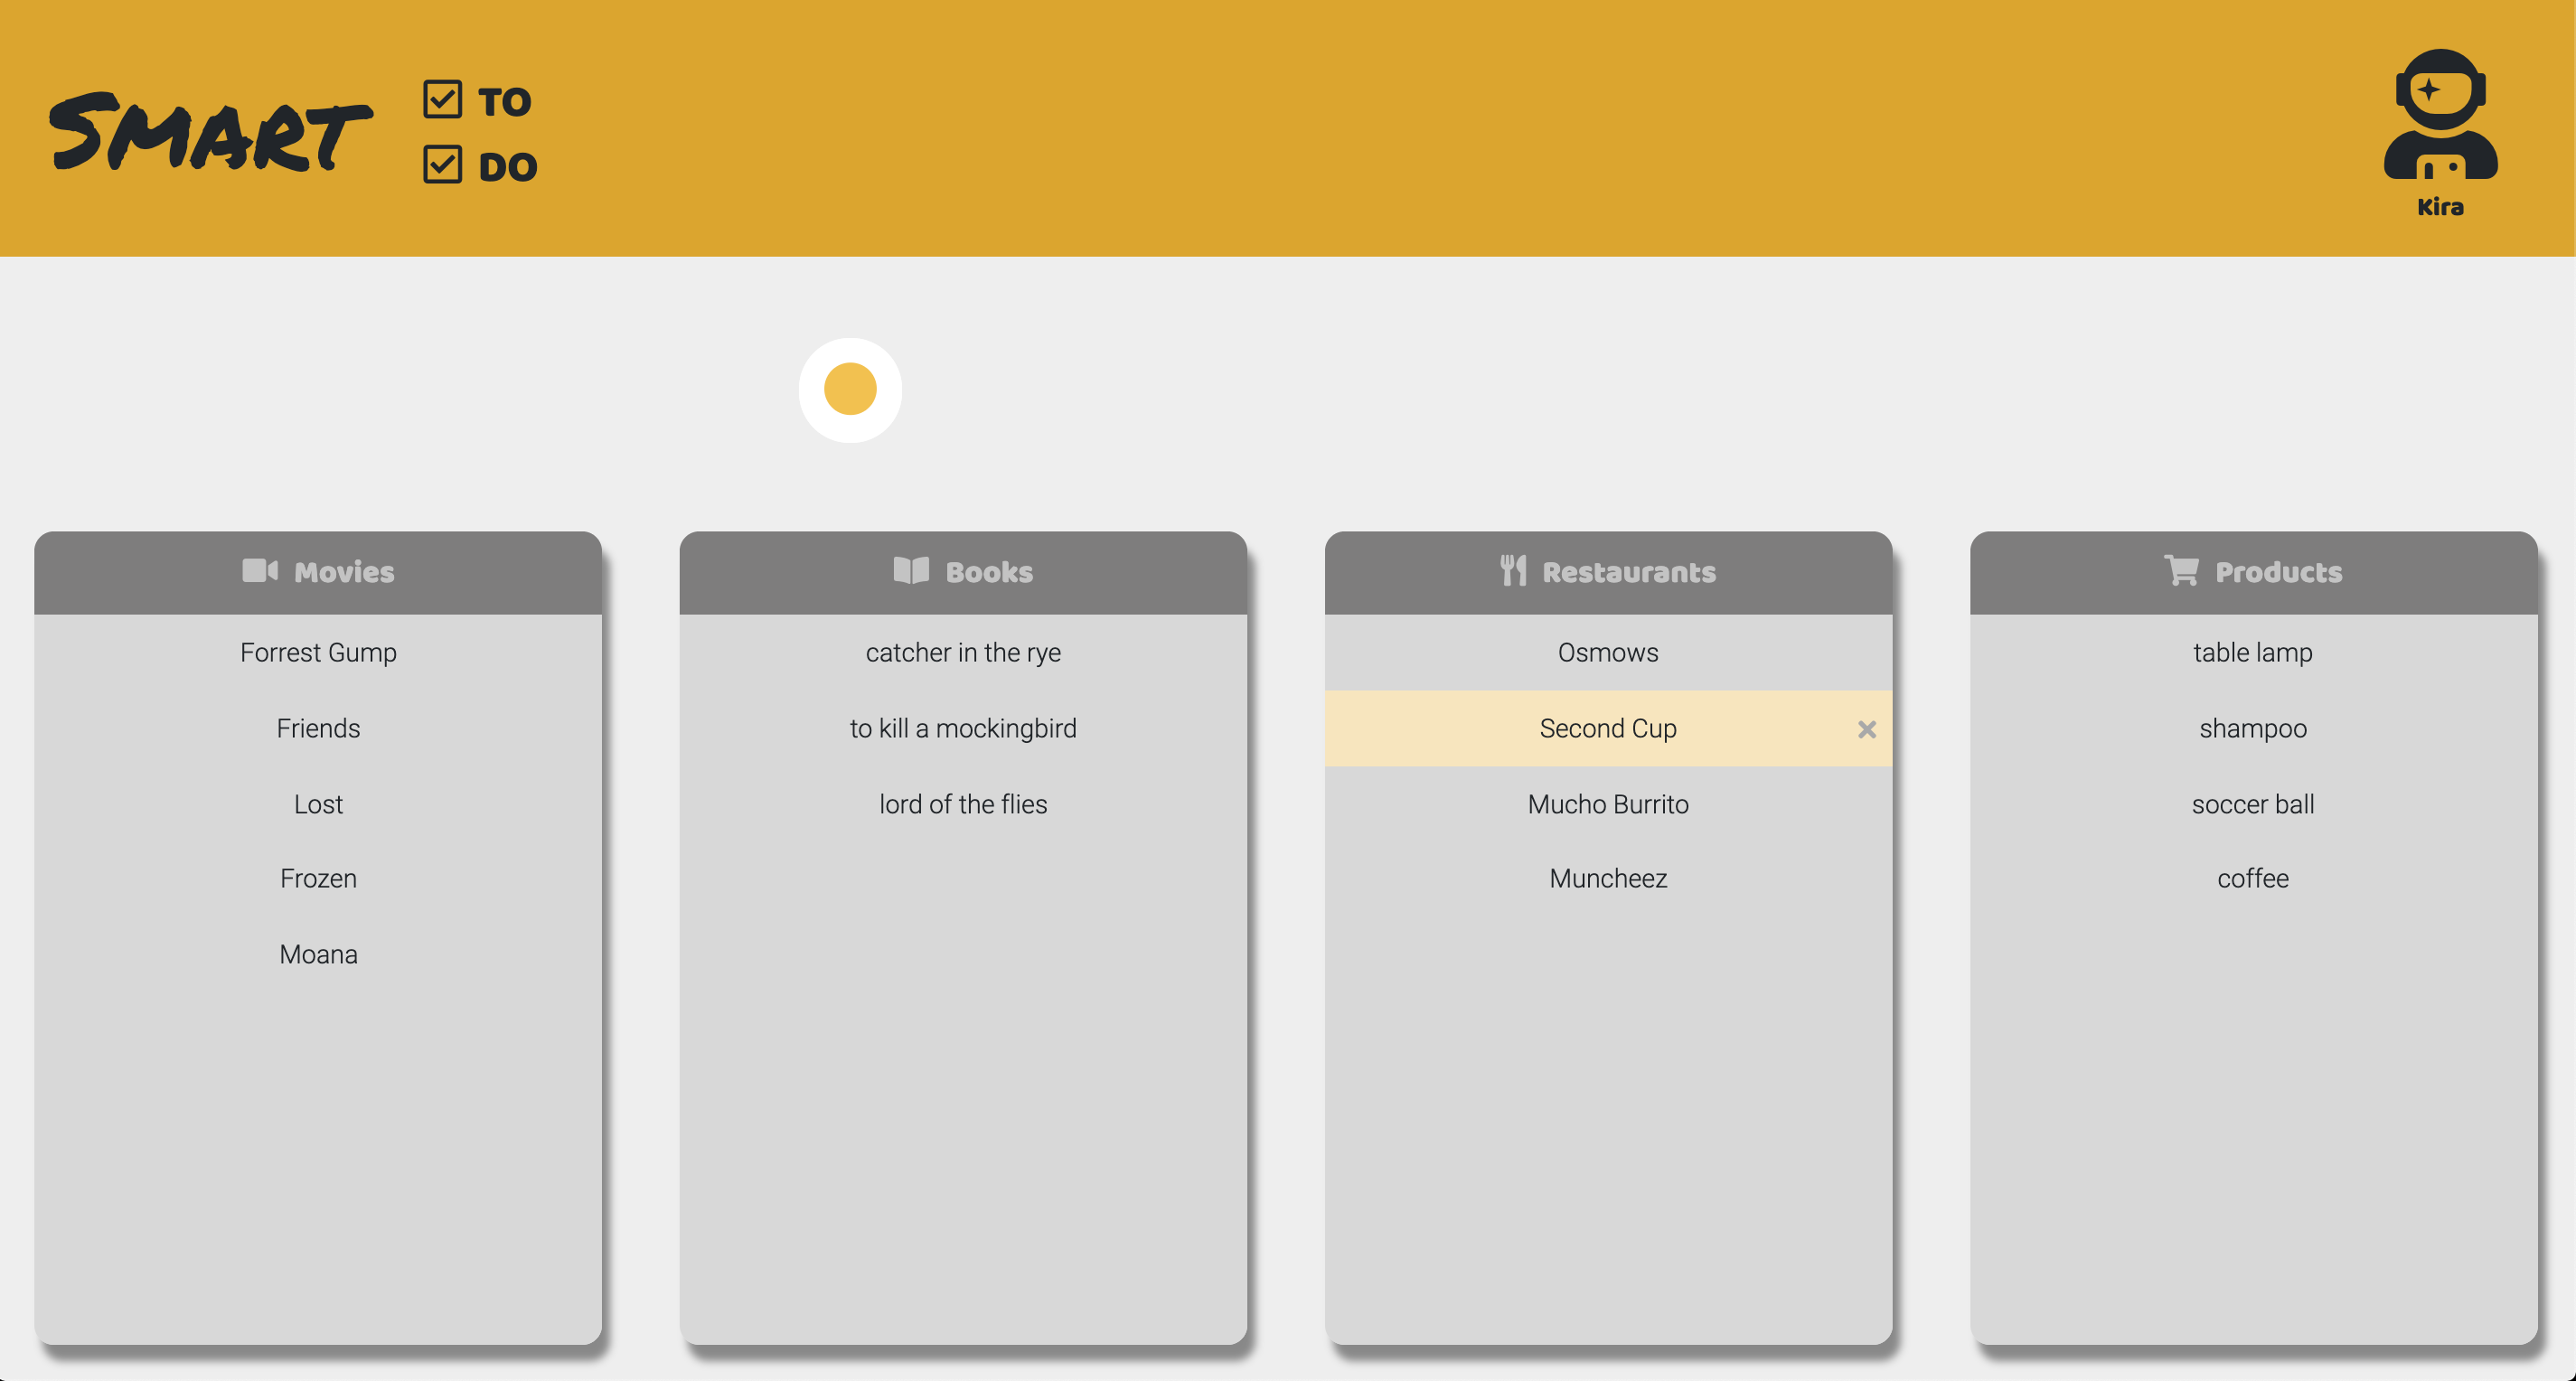 SMART
TO
DO
Kira
Movies
Forrest Gump
Friends
Lost
Frozen
Moana
Books
catcher in the rye
to kill a mockingbird
lord of the flies
Restaurants
Osmows
Second Cup
Mucho Burrito
Muncheez
Products
table lamp
shampoo
soccer ball
coffee